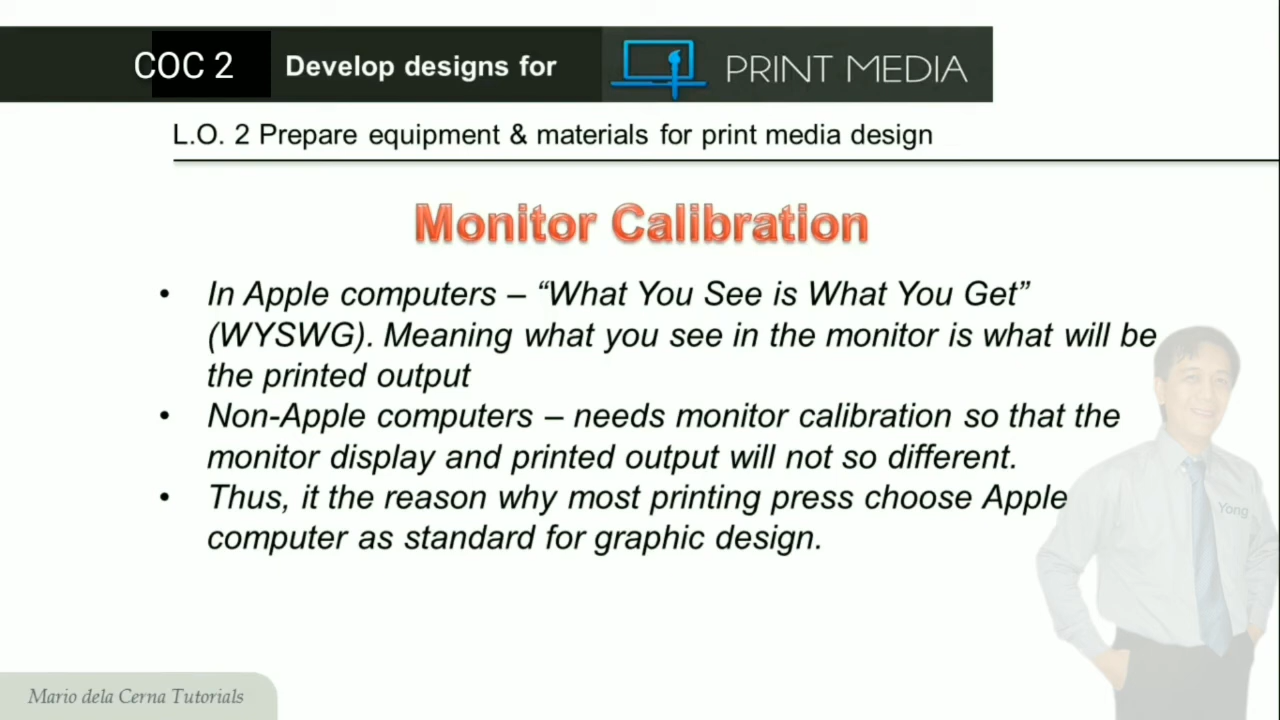 COC 2 Develop designs for PRINT MEDIA
L.O. 2 Prepare equipment & materials for print media design
Monitor Calibration
• In Apple computers – “What You See is What You Get”
(WYSWG). Meaning what you see in the monitor is what will be
the printed output
• Non-Apple computers – needs monitor calibration so that the
monitor display and printed output will not so different.
• Thus, it the reason why most printing press choose Apple
computer as standard for graphic design.
Yong
Mario dela Cerna Tutorials